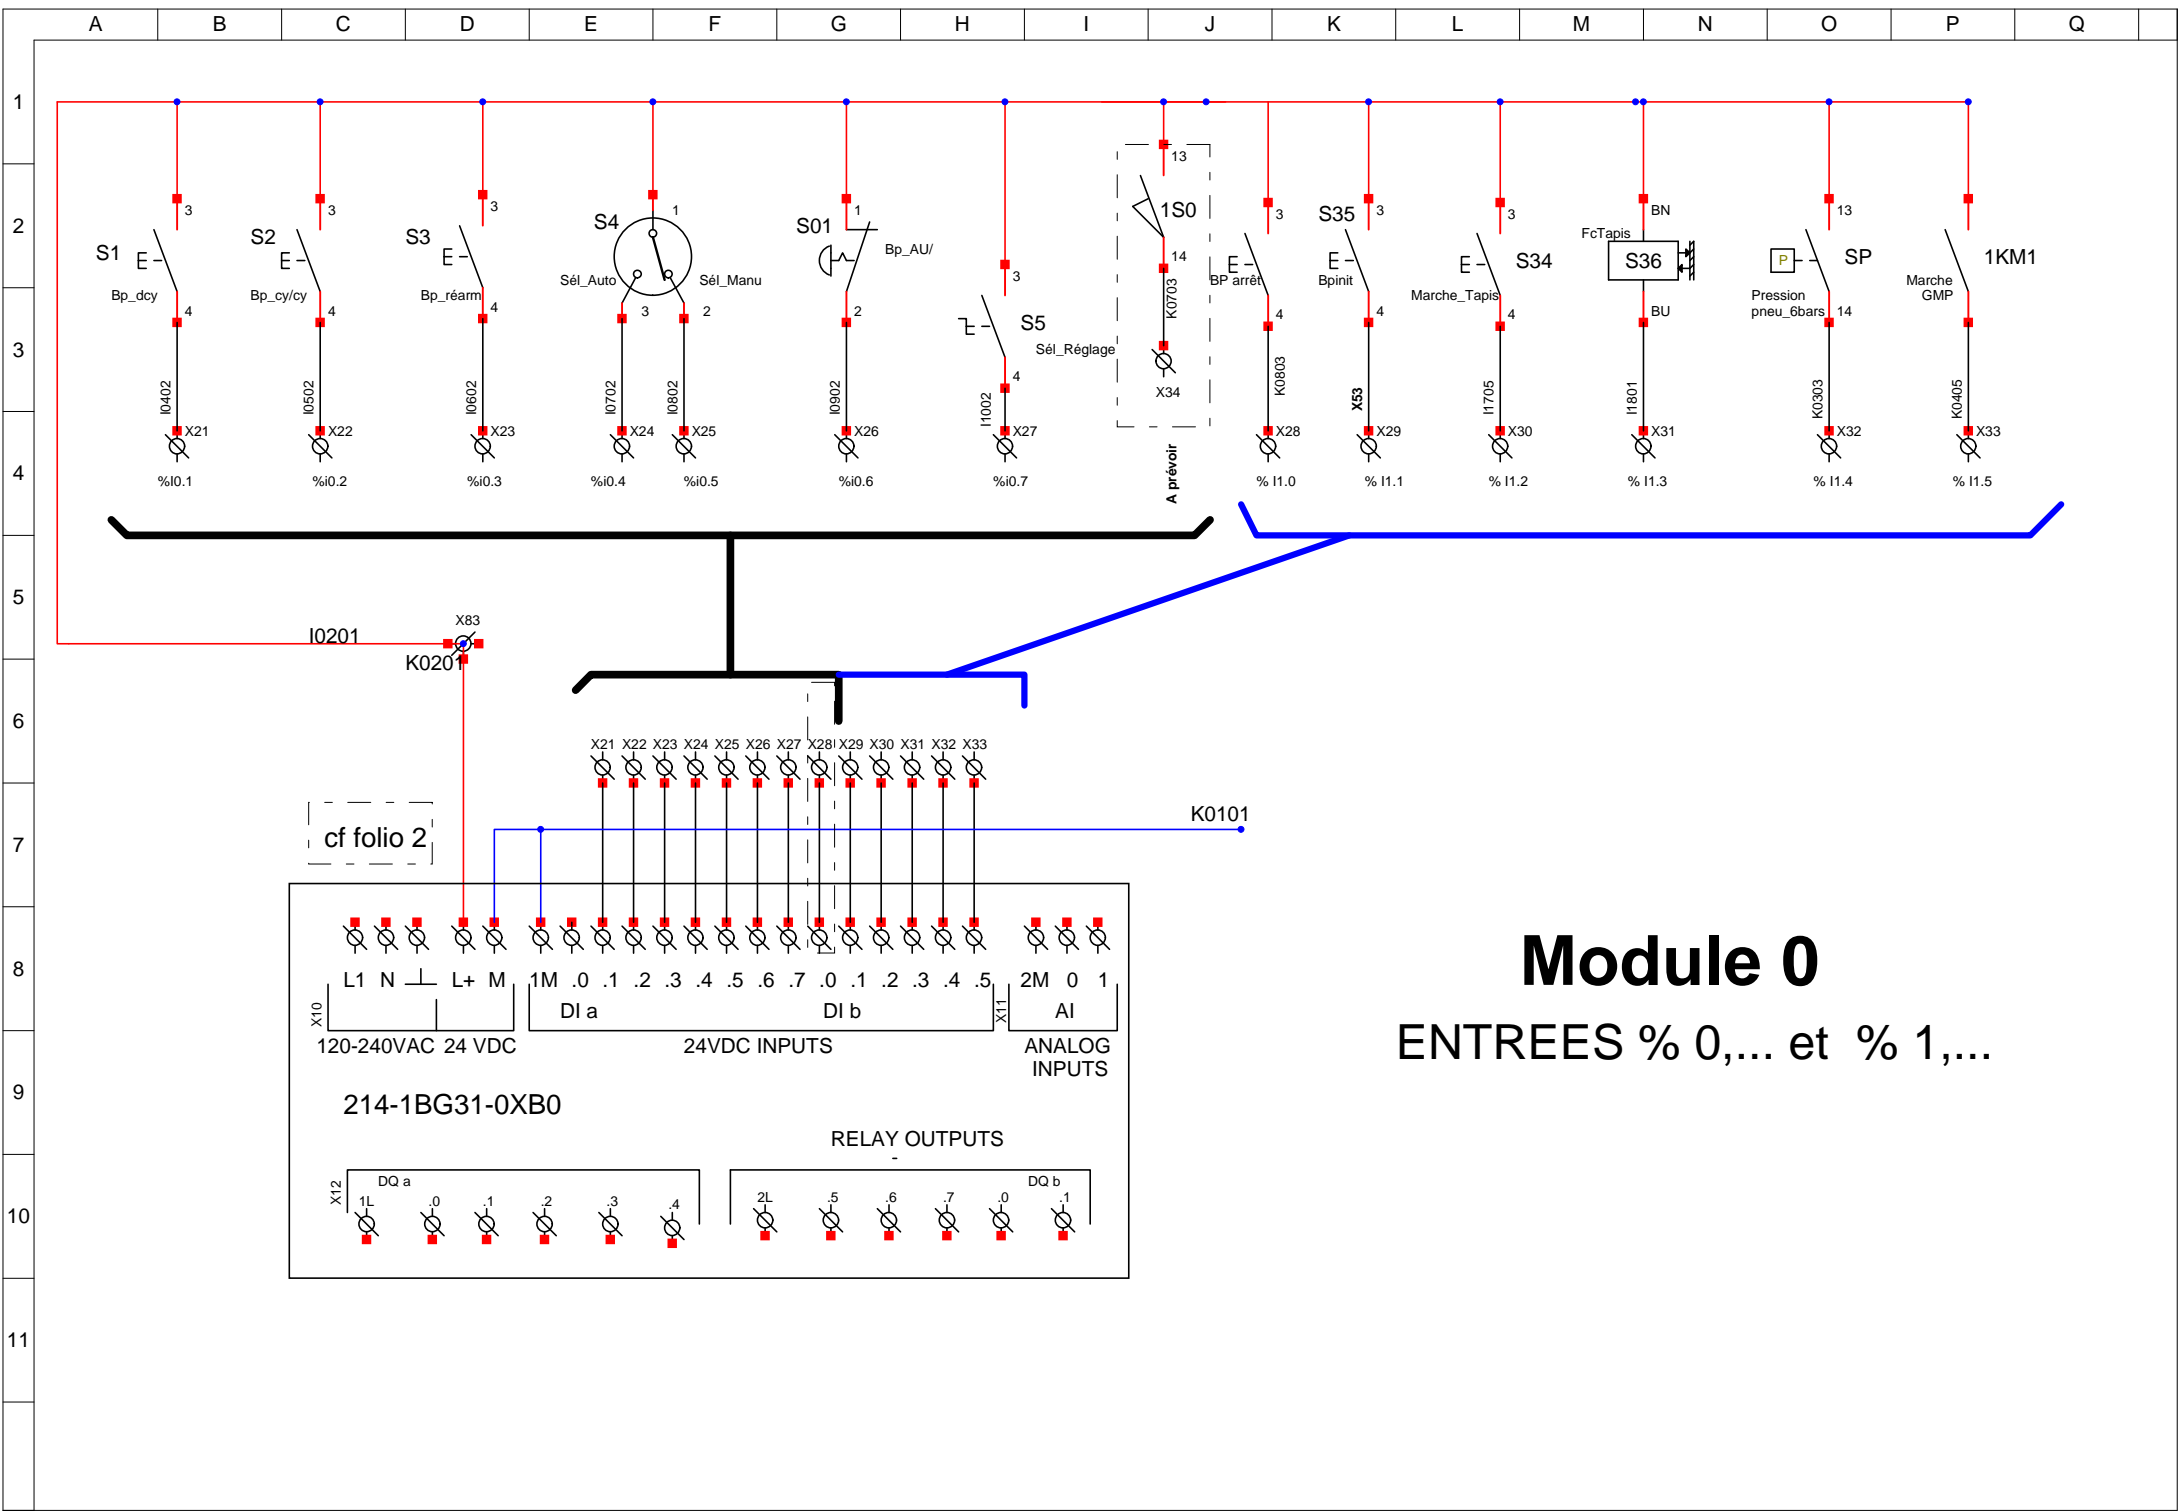 A B C D E F G H I J K L M N O P Q
1
2
3
4
5
6
7
8
9
10
11
S1
Bp_dcy
3
4
I0402
X21
%I0.1
S2
Bp_cy/cy
3
4
I0502
X22
%i0.2
S3
Bp_réarm
3
4
I0602
X23
%i0.3
S4
1
Sél_Auto
Sél_Manu
3
2
I0702
I0802
X24
X25
%i0.4
%i0.5
S01
1
Bp_AU/
2
I0902
X26
%i0.6
3
S5
Sél_Réglage
4
I1002
X27
%i0.7
13
1S0
14
K0703
X34
A prévoir
3
BP arrêt
4
K0803
X28
% I1.0
S35
3
Bpinit
4
X53
X29
% I1.1
3
S34
Marche_Tapis
4
I1705
X30
% I1.2
BN
FcTapis
S36
BU
I1801
X31
% I1.3
13
P
SP
Pression
pneu_6bars
14
K0303
X32
% I1.4
1KM1
Marche
GMP
K0405
X33
% I1.5
I0201
X83
K0201
X21 X22 X23 X24 X25 X26 X27 X28 X29 X30 X31 X32 X33
K0101
cf folio 2
L1 N L+ M 1M .0 .1 .2 .3 .4 .5 .6 .7 .0 .1 .2 .3 .4 .5 2M 0 1
X10
DI a
DI b
X11
AI
120-240VAC 24 VDC
24VDC INPUTS
ANALOG
INPUTS
214-1BG31-0XB0
RELAY OUTPUTS
-
X12
DQ a
DQ b
1L .0 .1 .2 .3 .4 2L .5 .6 .7 .0 .1
Module 0
ENTREES % 0,... et % 1,...